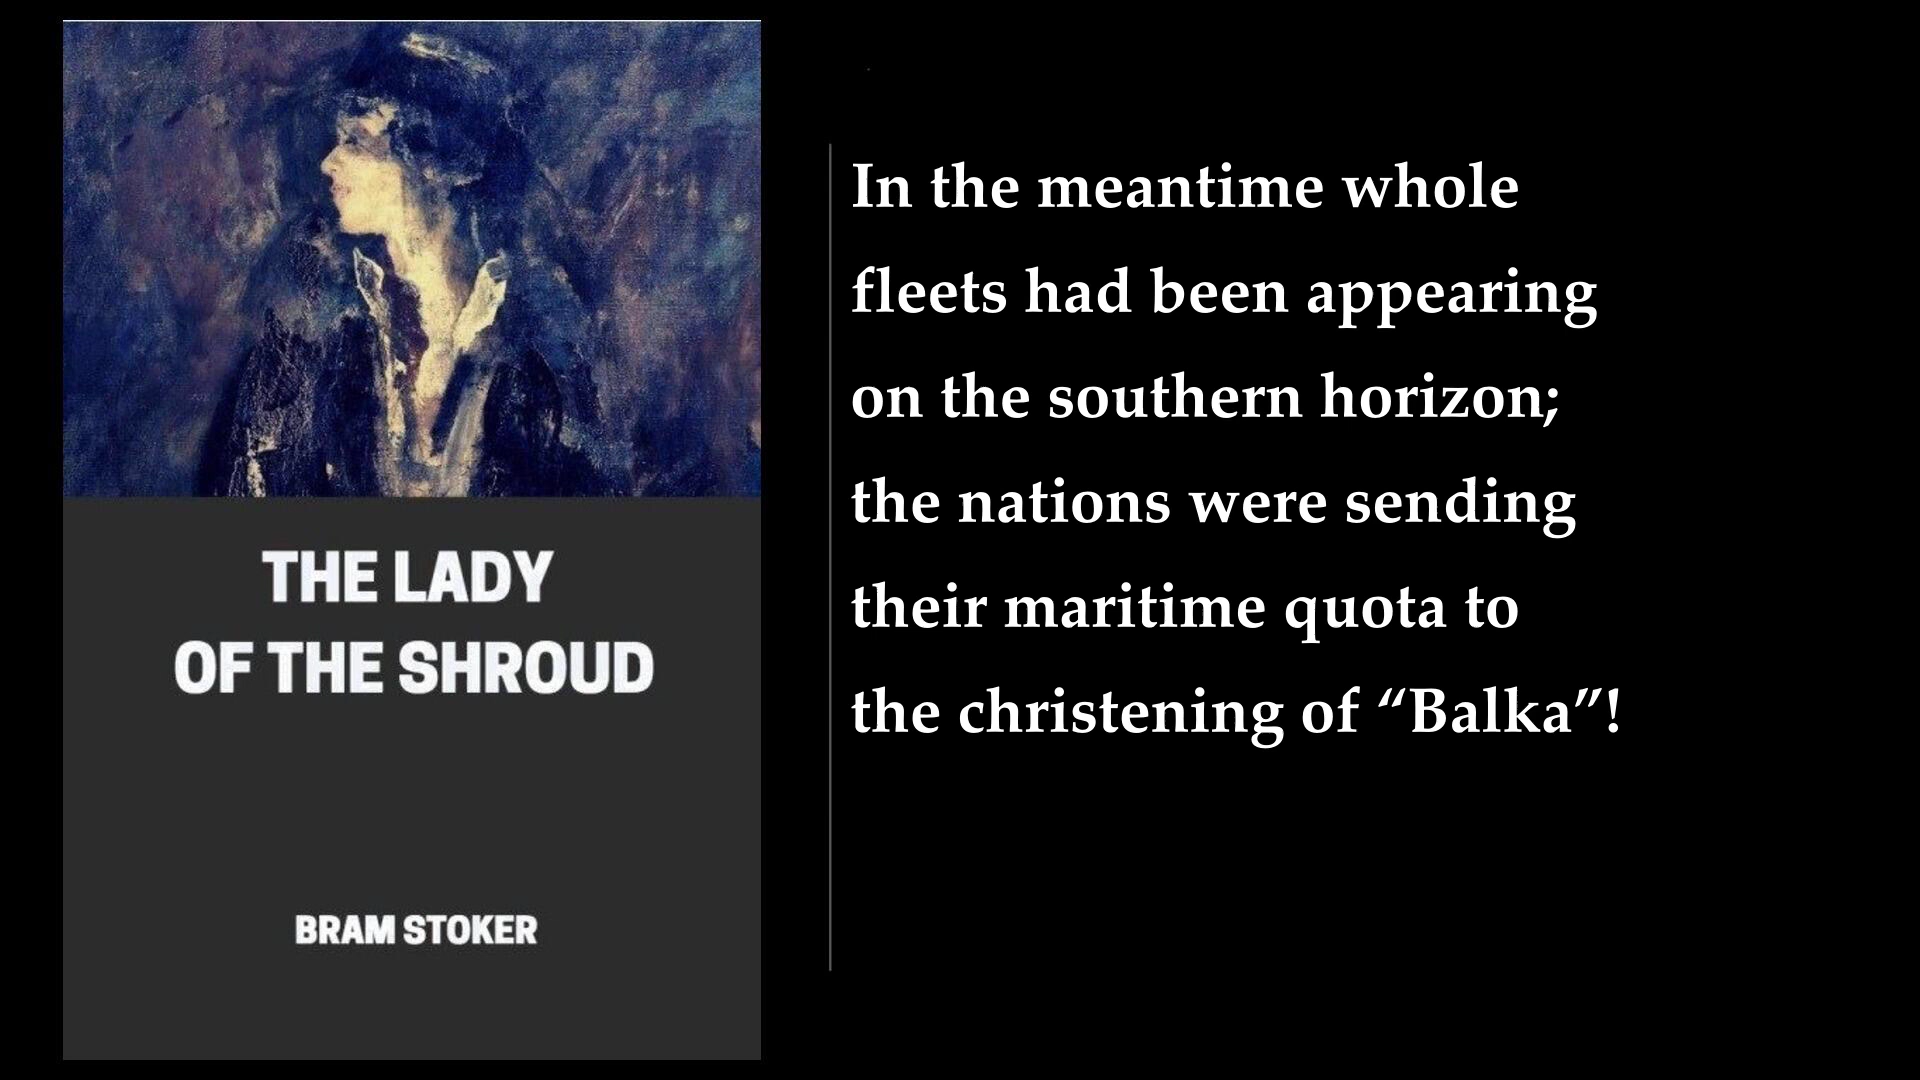 THE LADY
OF THE SHROUD
BRAM STOKER
In the meantime whole
fleets had been appearing
on the southern horizon;
the nations were sending
their maritime quota to
the christening of “Balka”!